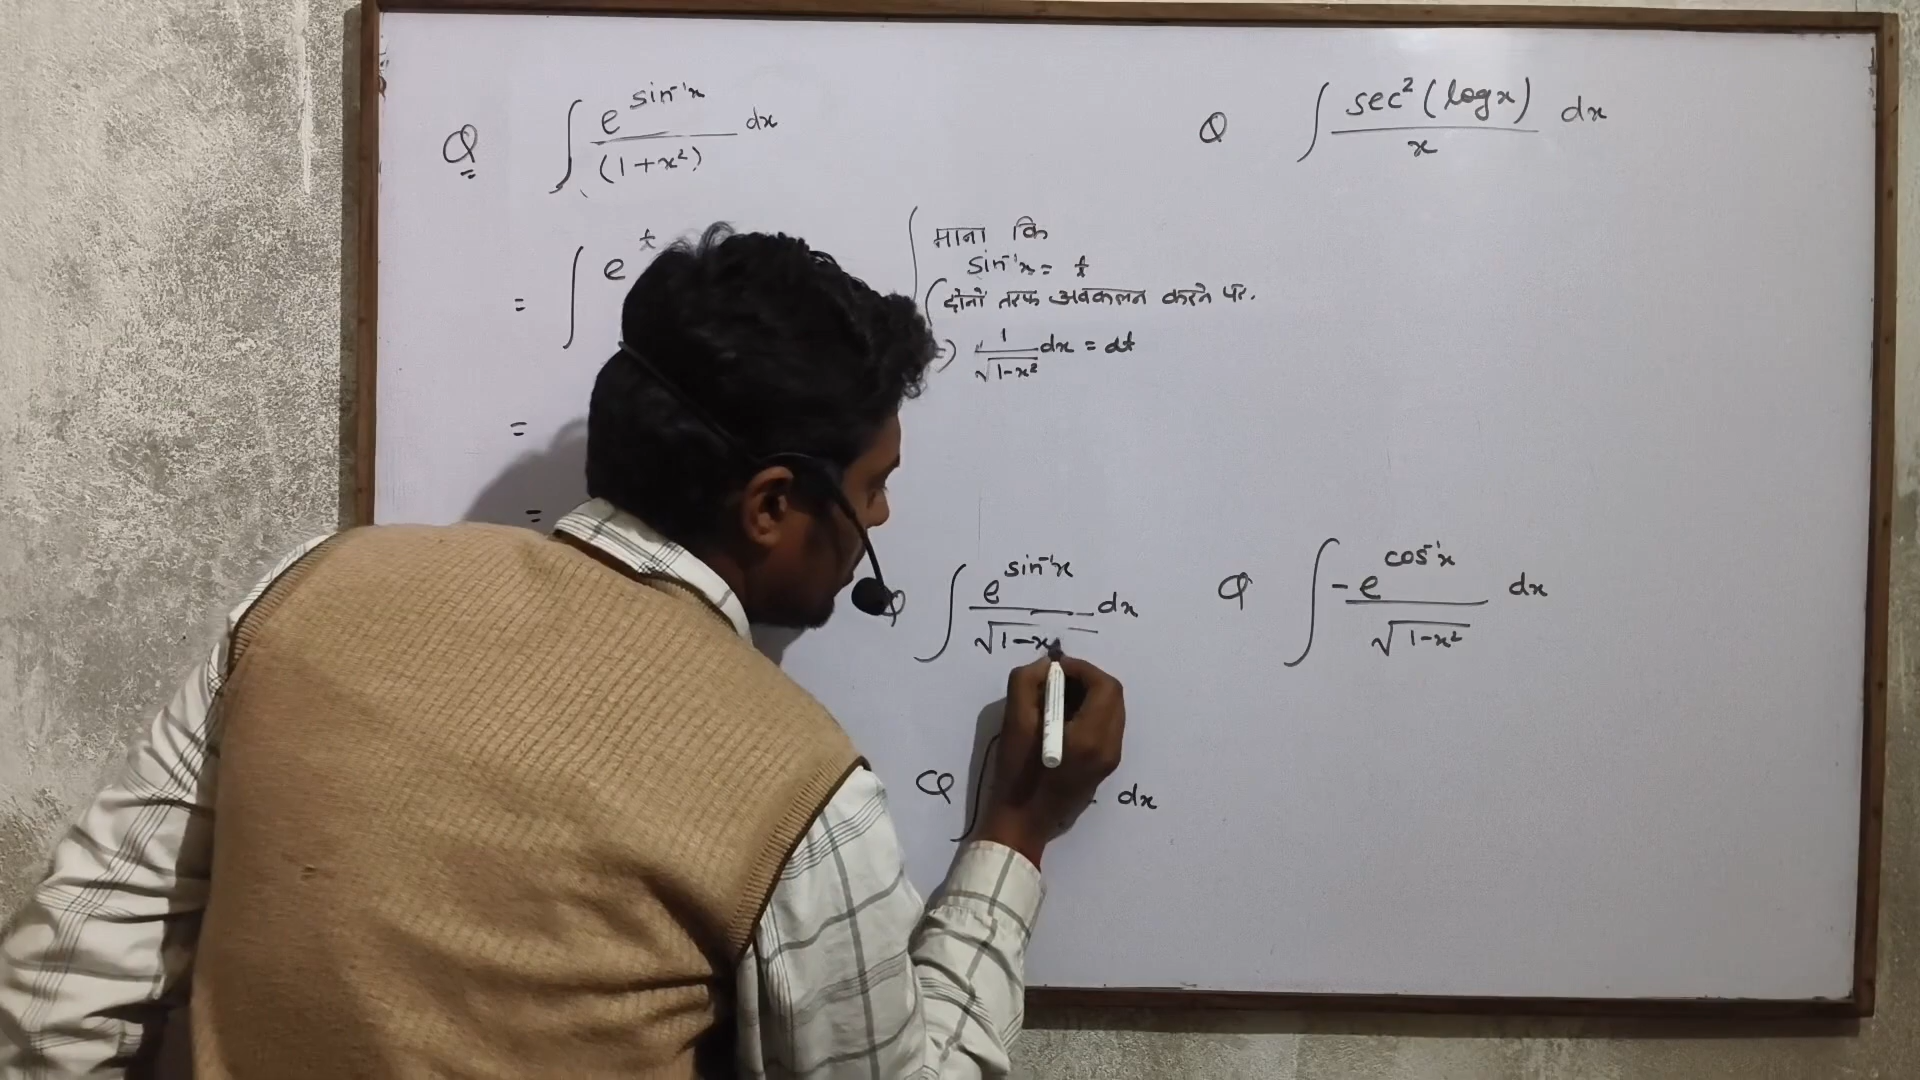 Q ∫ e^(sin⁻¹x) / (1+x²) dx
= ∫ e^t
=
=
माना कि
sin⁻¹x = t
दोनों तरफ अवकलन करने पर.
⇒ 1/√(1-x²) dx = dt
Q ∫ sec²(log x) / x dx
Q ∫ e^(sin⁻¹x) / √(1-x dx
Q ∫ -e^(cos⁻¹x) / √(1-x²) dx
Q ∫ dx